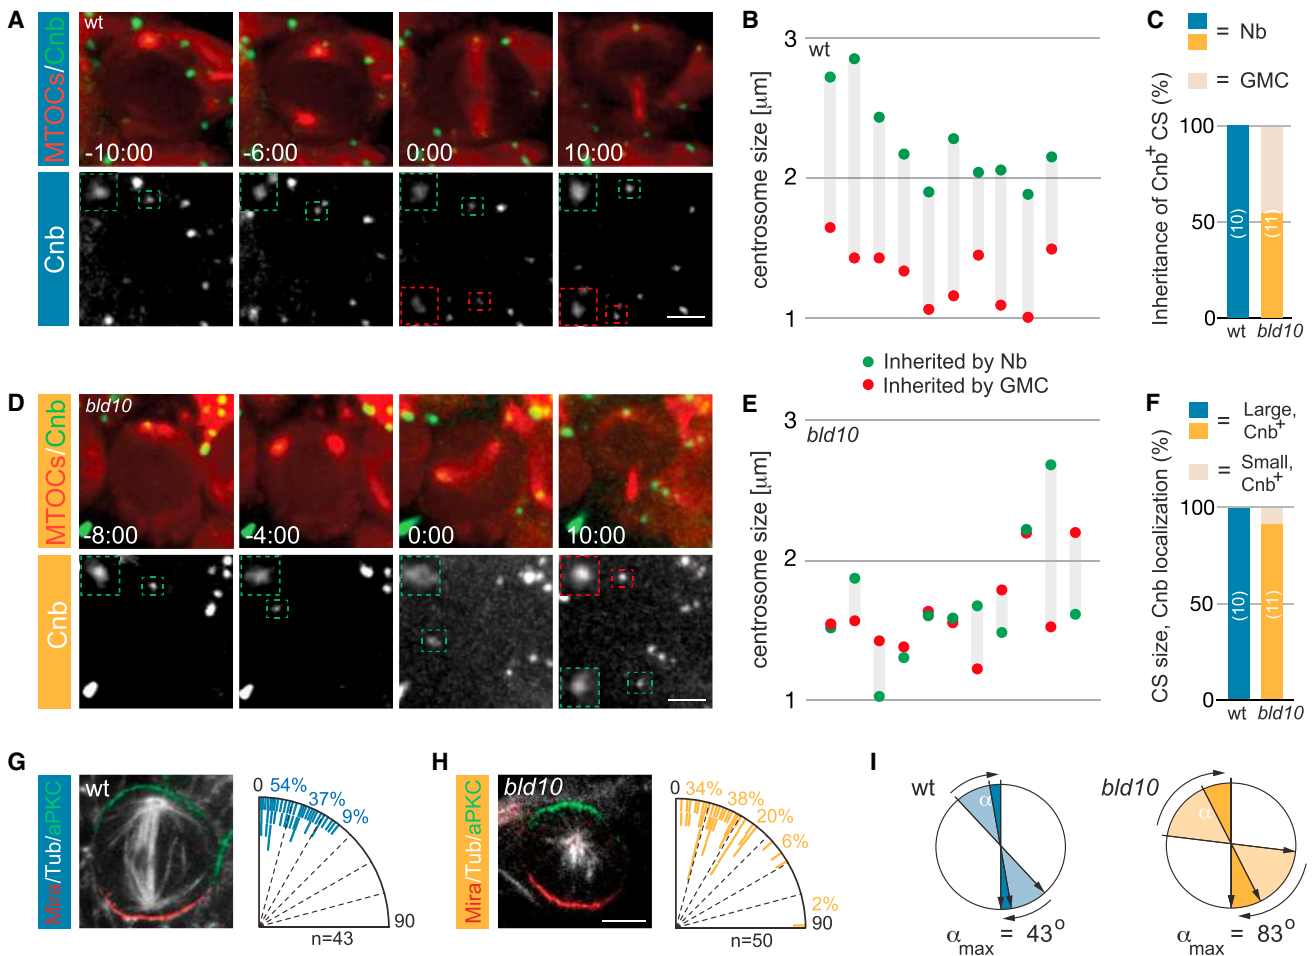 A
MTOCs/Cnb
wt
-10:00
-6:00
0:00
10:00
Cnb
B
wt
centrosome size [μm]
3
2
1
Inherited by Nb
Inherited by GMC
C
= Nb
= GMC
Inheritance of Cnb+ CS (%)
100
50
0
(10)
(11)
wt
bld10
D
MTOCs/Cnb
bld10
-8:00
-4:00
0:00
10:00
Cnb
E
bld10
centrosome size [μm]
3
2
1
F
= Large,
Cnb+
= Small,
Cnb+
CS size, Cnb localization (%)
100
50
0
(10)
(11)
wt
bld10
G
Mira/Tub/aPKC
wt
0
54%
37%
9%
90
n=43
H
Mira/Tub/aPKC
bld10
0
34%
38%
20%
6%
2%
90
n=50
I
wt
α
αmax = 43o
bld10
α
αmax = 83o